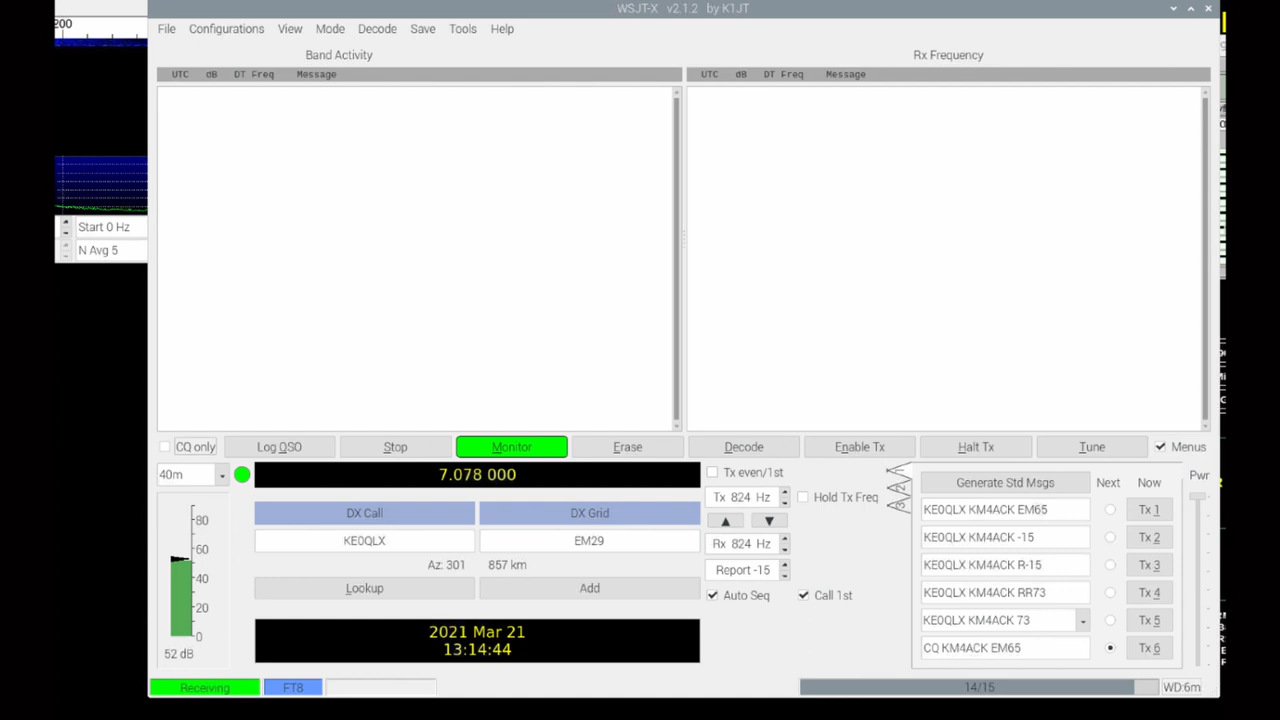 WSJT-X v2.1.2 by K1JT
200
File Configurations View Mode Decode Save Tools Help
Band Activity
Rx Frequency
UTC dB DT Freq Message
UTC dB DT Freq Message
Start 0 Hz
N Avg 5
CQ only
Log QSO
Stop
Monitor
Erase
Decode
Enable Tx
Halt Tx
Tune
Menus
40m
7.078 000
Tx even/1st
Pwr
DX Call
DX Grid
KE0QLX
EM29
Az: 301 857 km
Lookup
Add
2021 Mar 21
13:14:44
80
60
40
20
0
52 dB
Tx 824 Hz
Hold Tx Freq
Rx 824 Hz
Report -15
Auto Seq
Call 1st
1
2
3
Generate Std Msgs Next Now
KE0QLX KM4ACK EM65 Tx 1
KE0QLX KM4ACK -15 Tx 2
KE0QLX KM4ACK R-15 Tx 3
KE0QLX KM4ACK RR73 Tx 4
KE0QLX KM4ACK 73 Tx 5
CQ KM4ACK EM65 Tx 6
Receiving
FT8
14/15
WD:6m